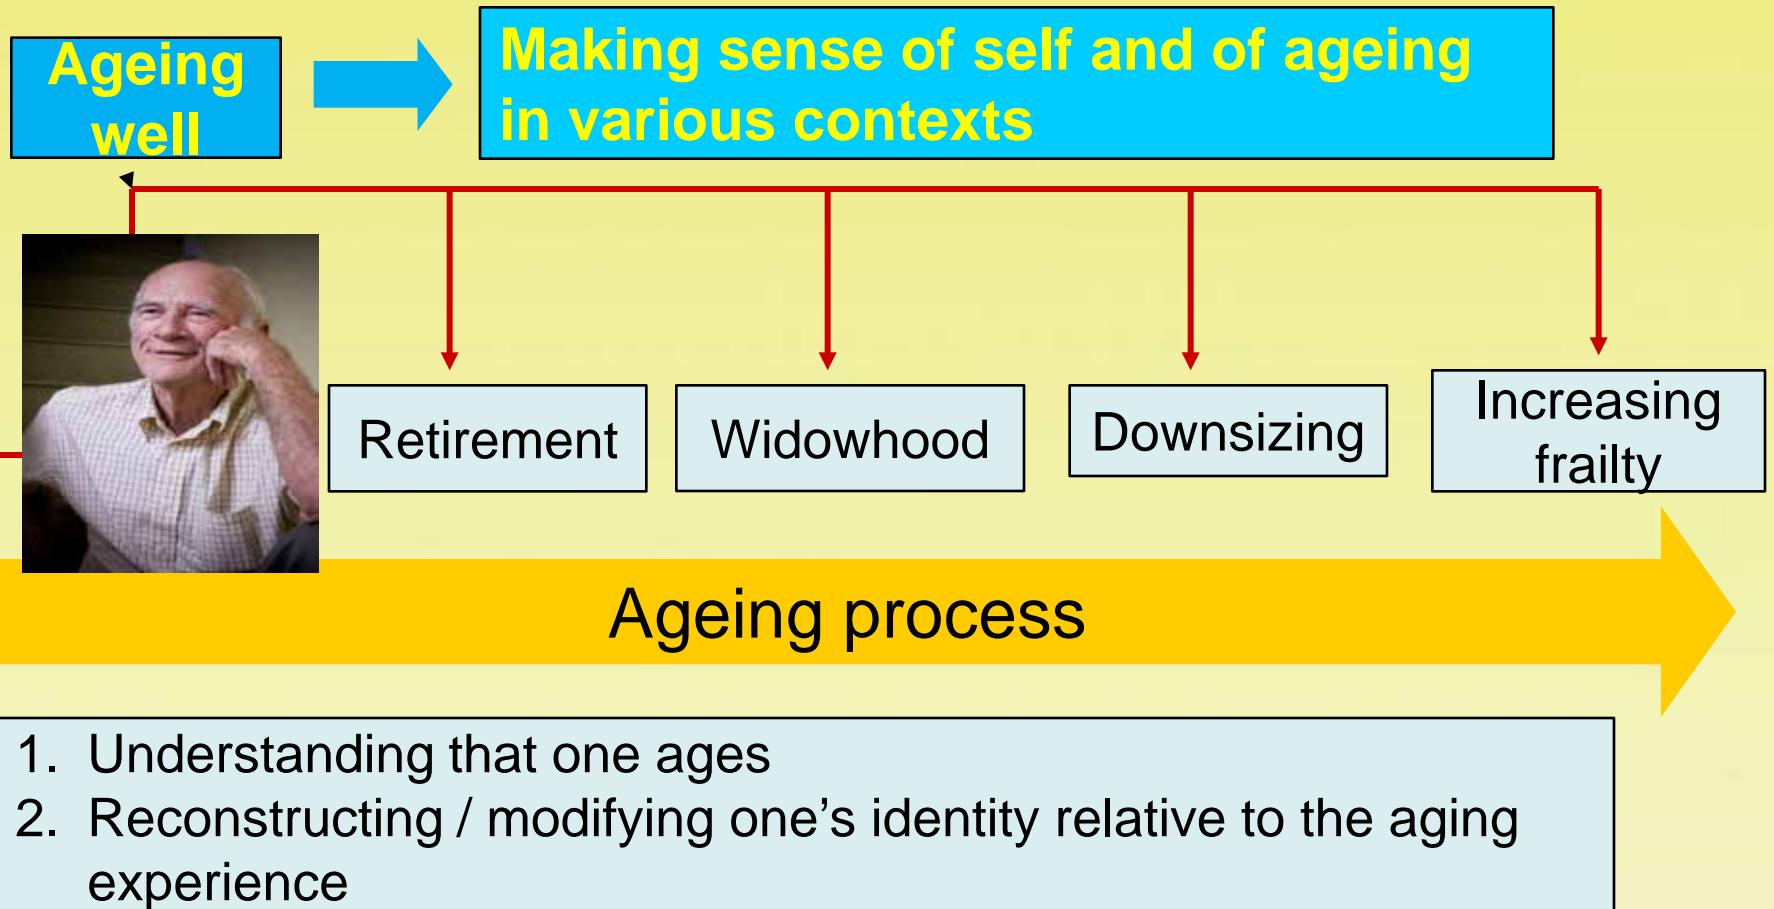 Ageing
well
Making sense of self and of ageing
in various contexts
Retirement
Widowhood
Downsizing
Increasing
frailty
Ageing process
1. Understanding that one ages
2. Reconstructing / modifying one’s identity relative to the aging
experience